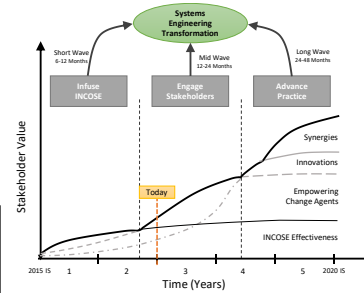 Systems
Engineering
Transformation
Short Wave
6-12 Months
Mid Wave
12-24 Months
Long Wave
24-48 Months
Infuse
INCOSE
Engage
Stakeholders
Advance
Practice
Stakeholder Value
Synergies
Innovations
Today
Empowering
Change Agents
INCOSE Effectiveness
2015 IS
1
2
3
4
5
2020 IS
Time (Years)